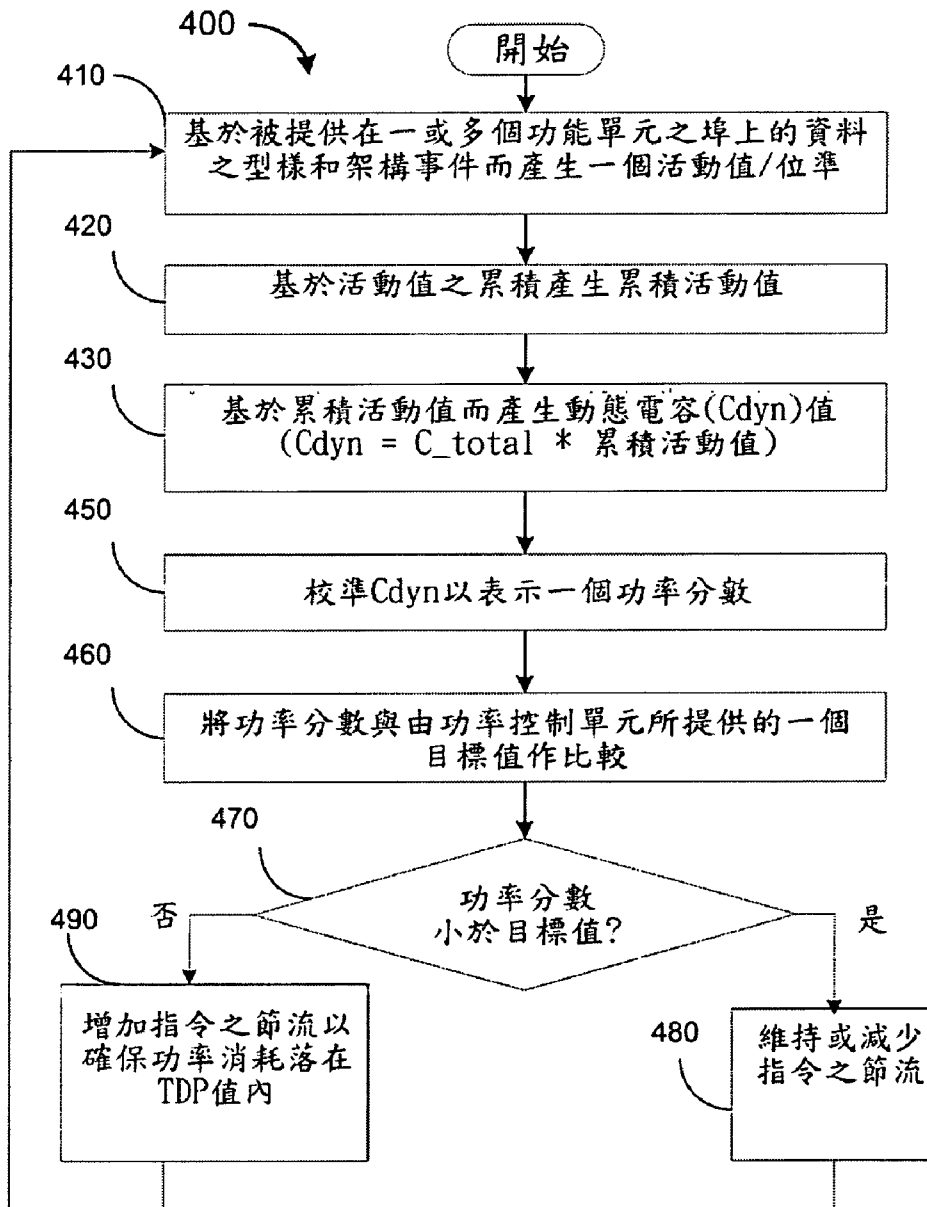 400
開始
410
基於被提供在一或多個功能單元之埠上的資料
之型樣和架構事件而產生一個活動值/位準
420
基於活動值之累積產生累積活動值
430
基於累積活動值而產生動態電容(Cdyn)值
(Cdyn = C_total * 累積活動值)
450
校準Cdyn以表示一個功率分數
460
將功率分數與由功率控制單元所提供的一個
目標值作比較
470
功率分數
小於目標值?
否
是
490
增加指令之節流以
確保功率消耗落在
TDP值內
480
維持或減少
指令之節流